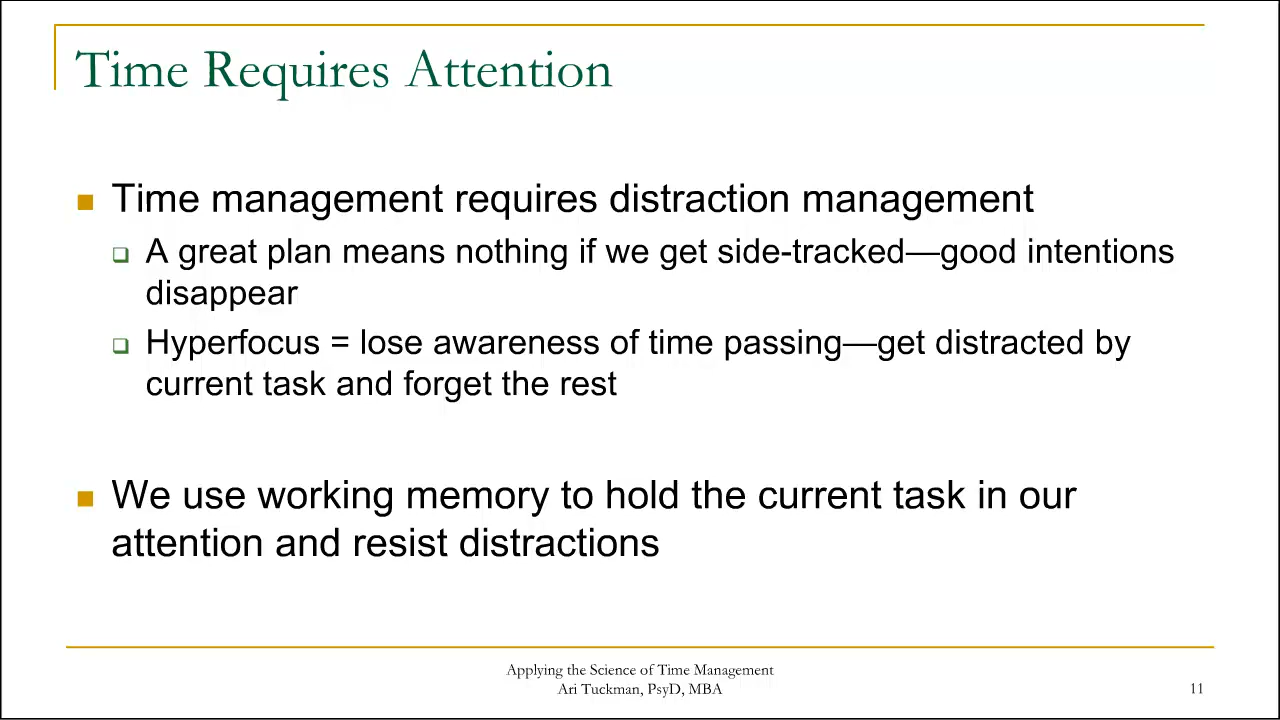 Time Requires Attention
Time management requires distraction management
A great plan means nothing if we get side-tracked—good intentions
disappear
Hyperfocus = lose awareness of time passing—get distracted by
current task and forget the rest
We use working memory to hold the current task in our
attention and resist distractions
Applying the Science of Time Management
Ari Tuckman, PsyD, MBA
11